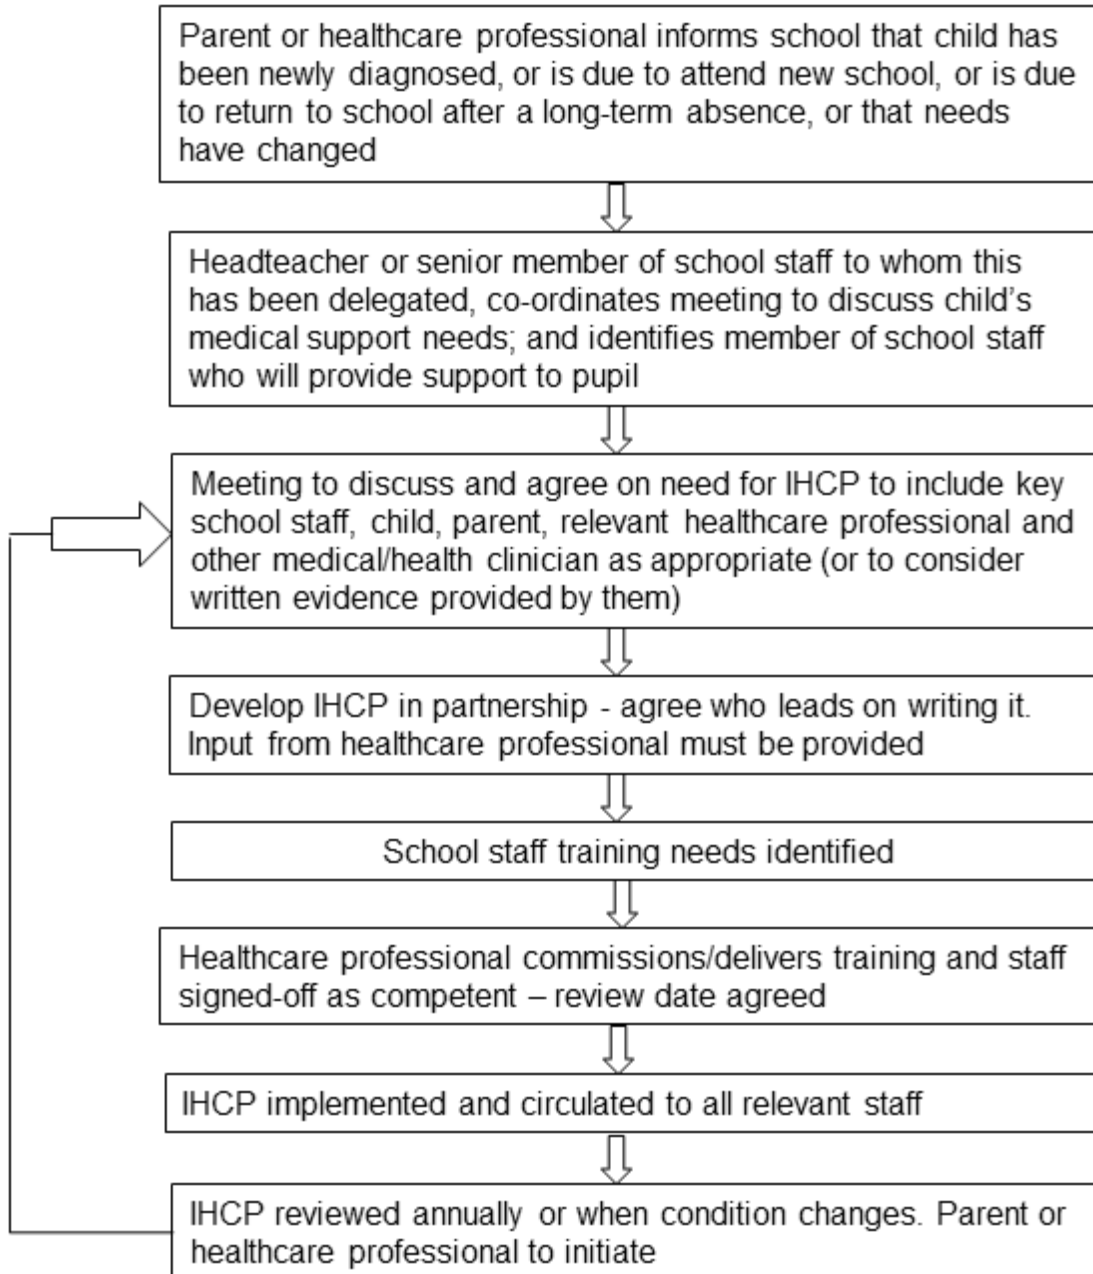 Parent or healthcare professional informs school that child has
been newly diagnosed, or is due to attend new school, or is due
to return to school after a long-term absence, or that needs
have changed
Headteacher or senior member of school staff to whom this
has been delegated, co-ordinates meeting to discuss child's
medical support needs; and identifies member of school staff
who will provide support to pupil
Meeting to discuss and agree on need for IHCP to include key
school staff, child, parent, relevant healthcare professional and
other medical/health clinician as appropriate (or to consider
written evidence provided by them)
Develop IHCP in partnership - agree who leads on writing it.
Input from healthcare professional must be provided
School staff training needs identified
Healthcare professional commissions/delivers training and staff
signed-off as competent – review date agreed
IHCP implemented and circulated to all relevant staff
IHCP reviewed annually or when condition changes. Parent or
healthcare professional to initiate